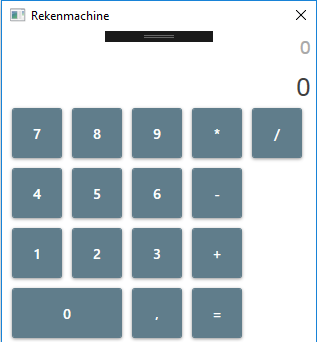 Rekenmachine
0
0
7 8 9 * /
4 5 6 -
1 2 3 +
0 , =